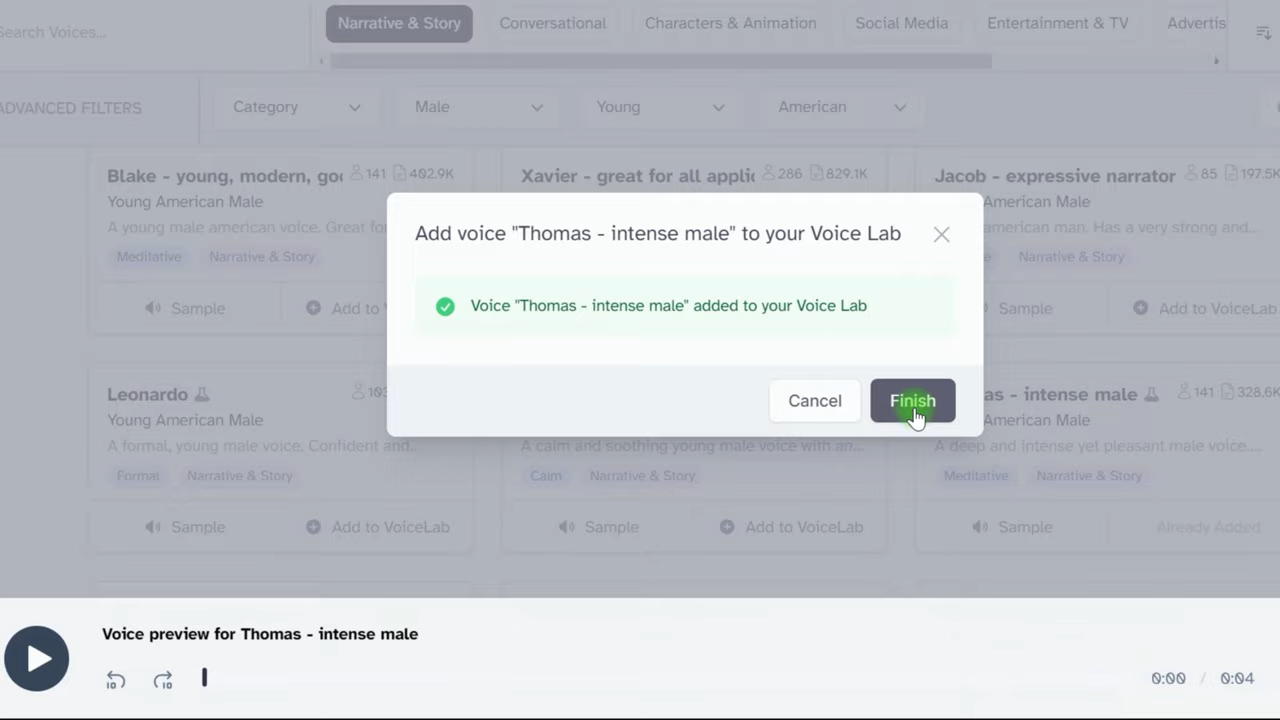 Search Voices...
Narrative & Story
Conversational
Characters & Animation
Social Media
Entertainment & TV
Advertis
ADVANCED FILTERS
Category
Male
Young
American
Blake - young, modern, goo
141
402.9K
Young American Male
A young male american voice. Great fo
Meditative
Narrative & Story
Sample
Add to
Xavier - great for all applic
286
829.1K
Jacob - expressive narrator
85
197.5K
American Male
american man. Has a very strong and...
Narrative & Story
Sample
Add to VoiceLab
Add voice "Thomas - intense male" to your Voice Lab
Voice "Thomas - intense male" added to your Voice Lab
Cancel
Finish
Leonardo
103
Young American Male
A formal, young male voice. Confident and..
Formal
Narrative & Story
Sample
Add to VoiceLab
A calm and soothing young male voice with an...
Calm
Narrative & Story
Sample
Add to VoiceLab
as - intense male
141
328.6K
American Male
A deep and intense yet pleasant male voice....
Meditative
Narrative & Story
Sample
Already Added
Voice preview for Thomas - intense male
10
10
0:00 / 0:04